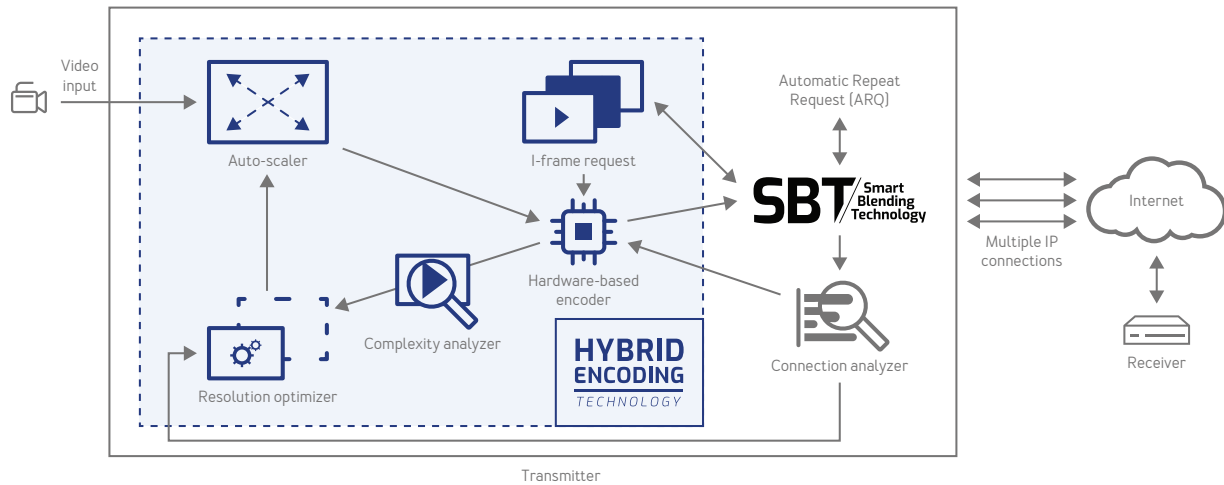 Video
input
Auto-scaler
I-frame request
Automatic Repeat
Request (ARQ)
SBT
Smart
Blending
Technology
Internet
Multiple IP
connections
Hardware-based
encoder
Complexity analyzer
Resolution optimizer
HYBRID
ENCODING
TECHNOLOGY
Connection analyzer
Receiver
Transmitter